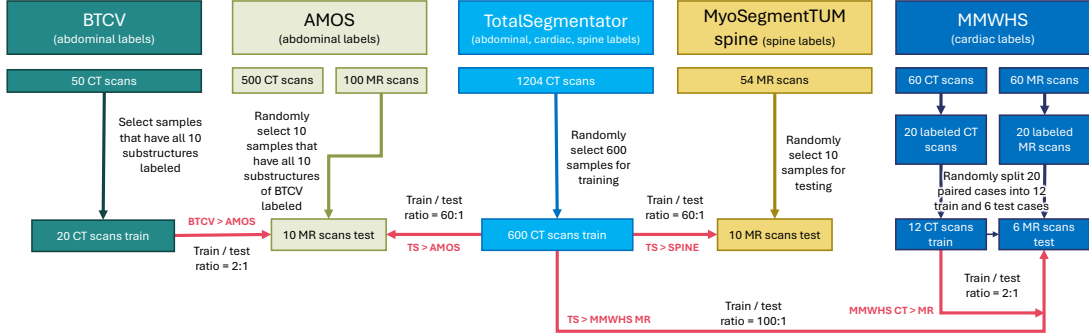 BTCV
(abdominal labels)
50 CT scans
Select samples
that have all 10
substructures
labeled
20 CT scans train
BTCV > AMOS
Train / test
ratio = 2:1
AMOS
(abdominal labels)
500 CT scans
100 MR scans
Randomly
select 10
samples that
have all 10
substructures
of BTCV
labeled
10 MR scans test
Train / test
ratio = 60:1
TS > AMOS
TotalSegmentator
(abdominal, cardiac, spine labels)
1204 CT scans
Randomly
select 600
samples for
training
600 CT scans train
Train / test
ratio = 60:1
TS > SPINE
MyoSegmentTUM
spine (spine labels)
54 MR scans
Randomly
select 10
samples for
testing
10 MR scans test
MMWHS
(cardiac labels)
60 CT scans
60 MR scans
20 labeled CT
scans
20 labeled MR
scans
Randomly split 20
paired cases into 12
train and 6 test cases
12 CT scans
train
6 MR scans
test
Train / test
ratio = 2:1
MMWHS CT > MR
TS > MMWHS MR
Train / test
ratio = 100:1